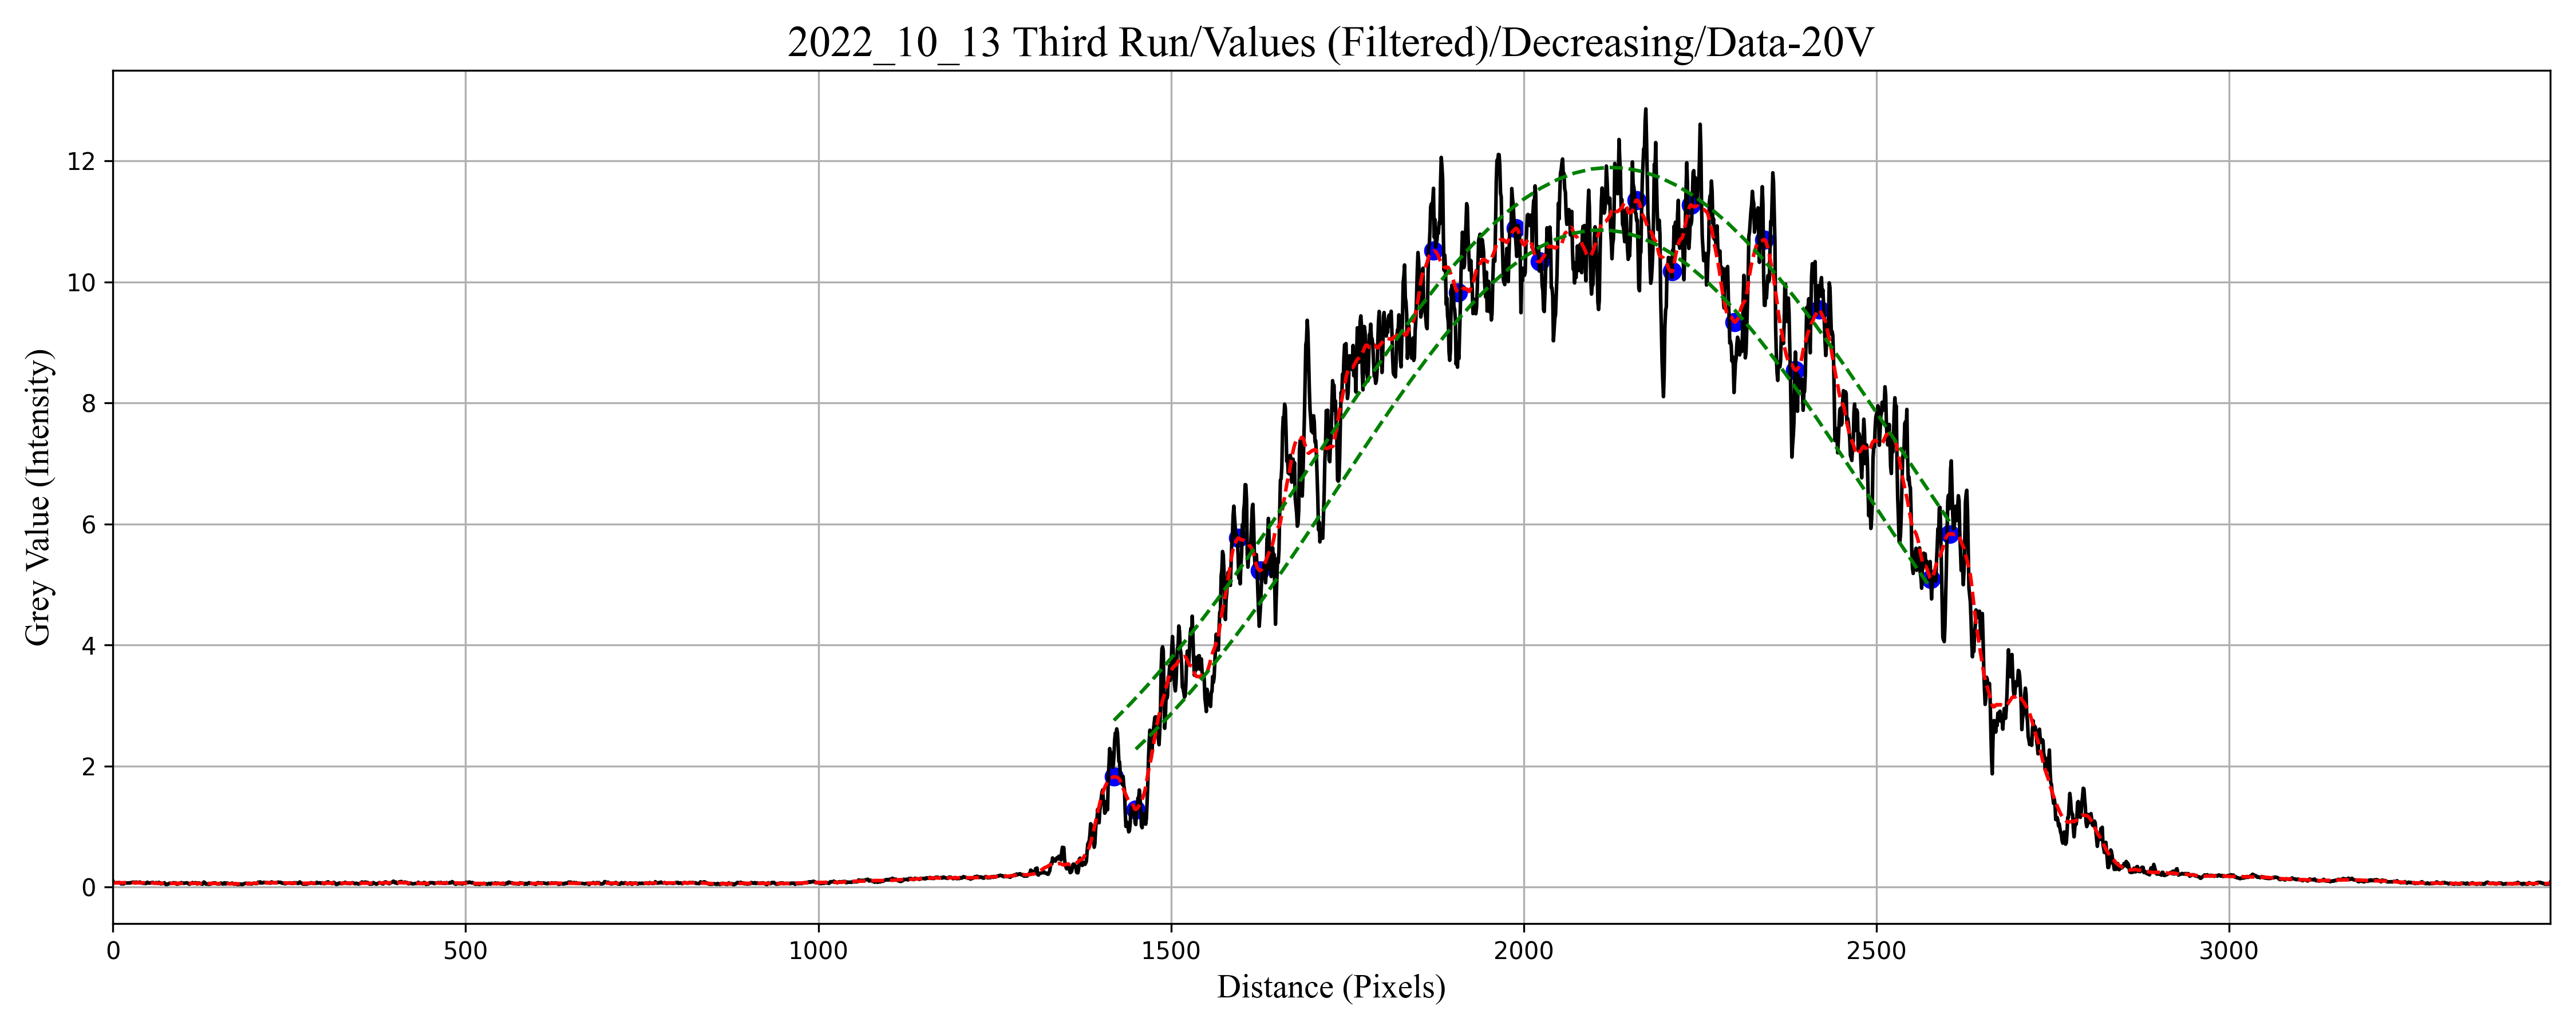 2022_10_13 Third Run/Values (Filtered)/Decreasing/Data-20V
Grey Value (Intensity)
12
10
8
6
4
2
0
0 500 1000 1500 2000 2500 3000
Distance (Pixels)